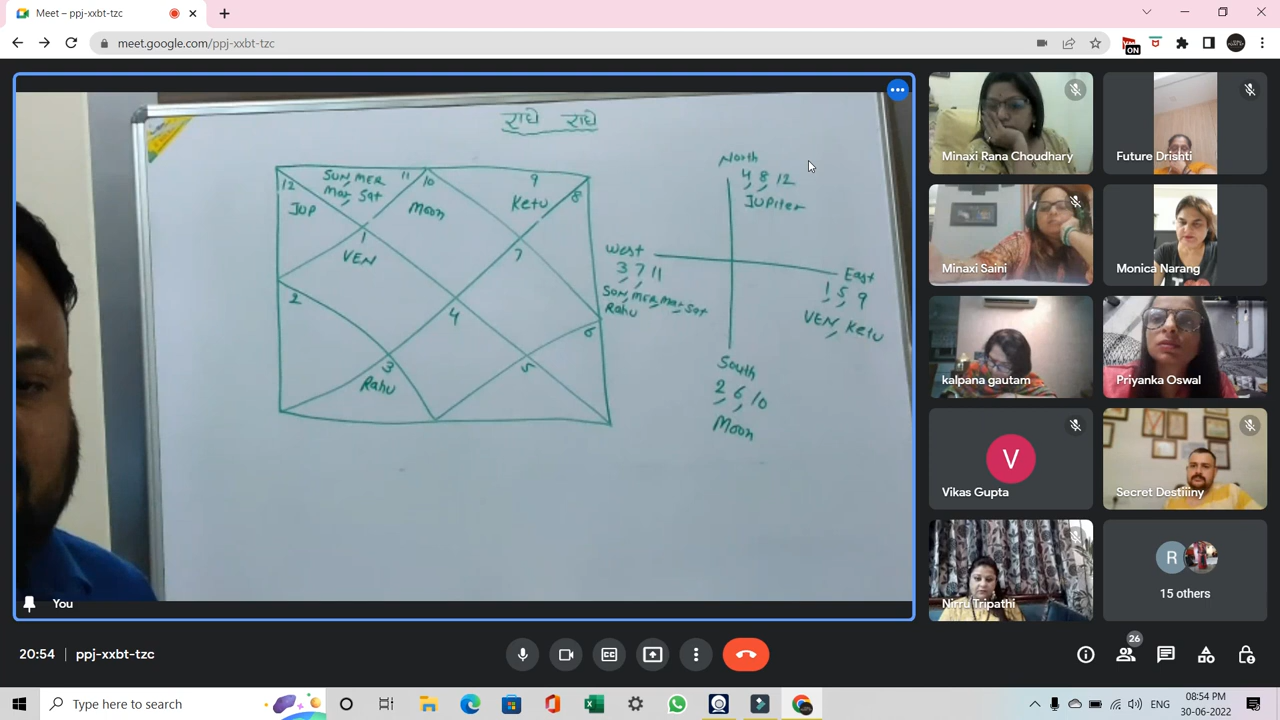 Meet – ppj-xxbt-tzc
meet.google.com/ppj-xxbt-tzc
ON
राधे राधे
12
SUN, MER
11
10
9
8
Mar, Sat
JUP
Moon
Ketu
1
7
VEN
2
4
6
3
5
Rahu
North
4 8 12
Jupiter
West
3 7 11
SUN, MER, Mar, Sat
Rahu
East
1 5 9
VEN, Ketu
South
2 6 10
Moon
You
Minaxi Rana Choudhary
Future Drishti
Minaxi Saini
Monica Narang
kalpana gautam
Priyanka Oswal
V
Vikas Gupta
Secret Destiiiny
Nirru Tripathi
R
15 others
20:54 | ppj-xxbt-tzc
CC
26
Type here to search
ENG
08:54 PM
30-06-2022